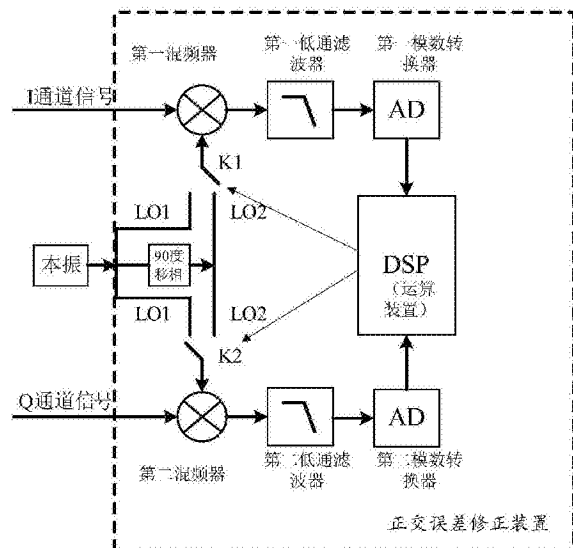 第一混频器
第一低通滤
波器
第一模数转
换器
I通道信号
AD
K1
LO1
LO2
本振
90度
移相
DSP
(运算
装置)
LO1
LO2
K2
Q通道信号
AD
第二混频器
第二低通滤
波器
第二模数转
换器
正交误差修正装置